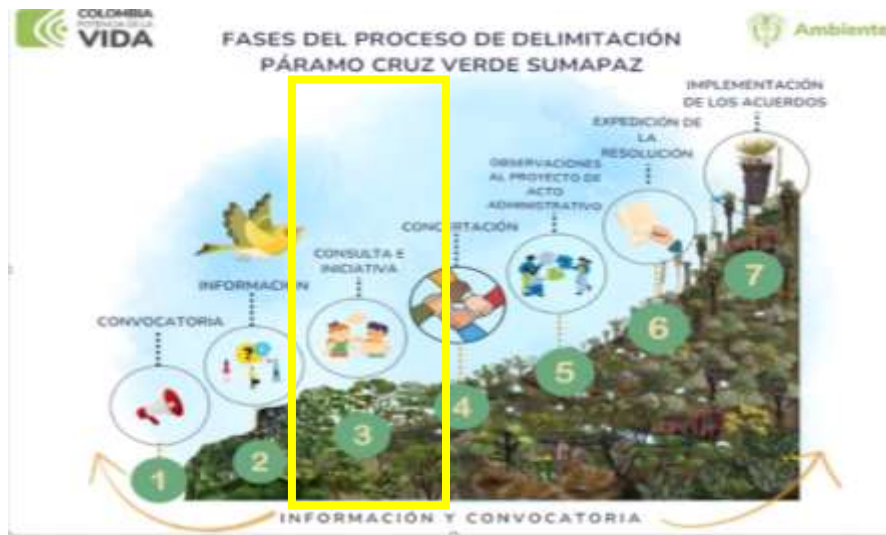 COLOMBIA
POTENCIA DE LA
VIDA
Ambiente
FASES DEL PROCESO DE DELIMITACIÓN
PÁRAMO CRUZ VERDE SUMAPAZ
IMPLEMENTACIÓN
DE LOS ACUERDOS
EXPEDICIÓN DE
LA
RESOLUCIÓN
OBSERVACIONES
AL PROYECTO DE
ACTO
ADMINISTRATIVO
CONCERTACIÓN
CONSULTA E
INICIATIVA
INFORMACIÓN
CONVOCATORIA
1
2
3
4
5
6
7
INFORMACIÓN Y CONVOCATORIA